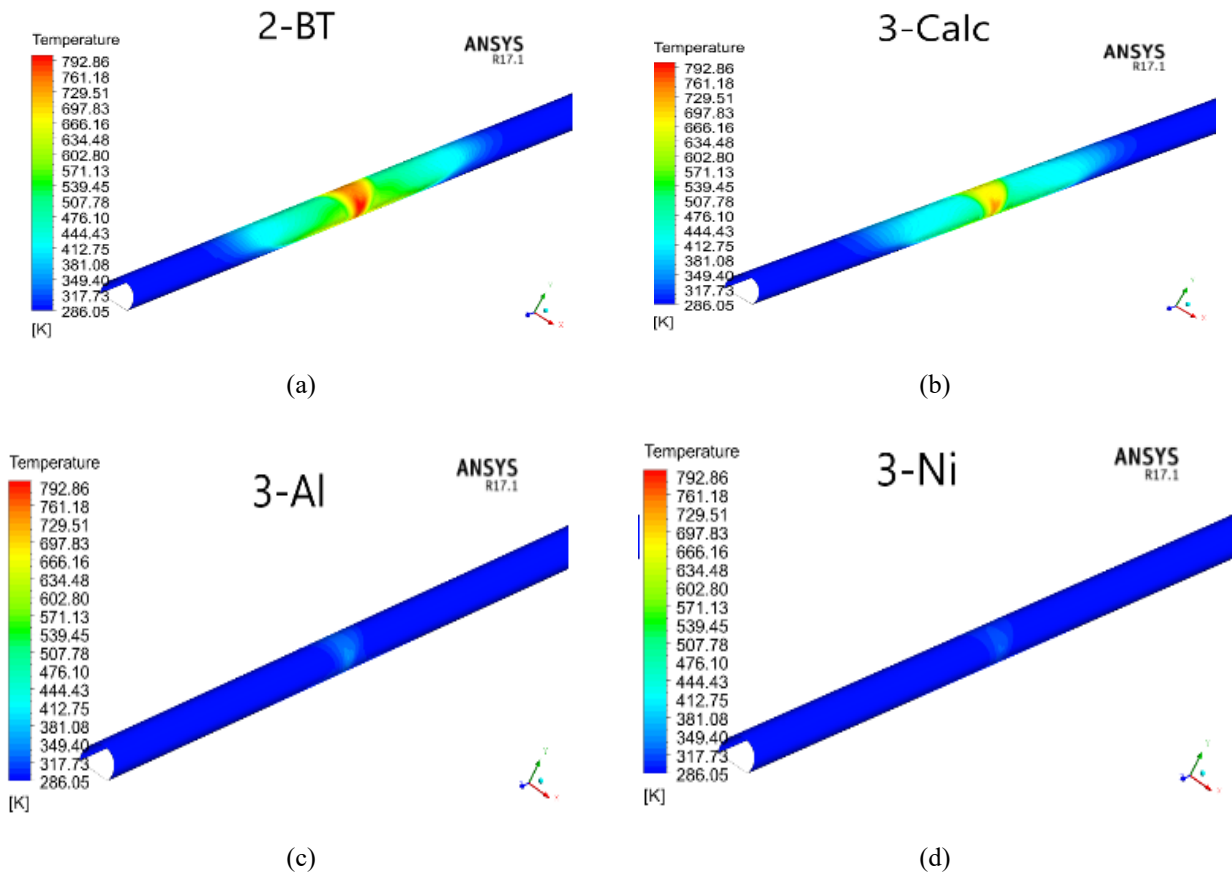 2-BT
Temperature
ANSYS
R17.1
792.86
761.18
729.51
697.83
666.16
634.48
602.80
571.13
539.45
507.78
476.10
444.43
412.75
381.08
349.40
317.73
286.05
[K]
Y
X
(a)
3-Calc
Temperature
ANSYS
R17.1
792.86
761.18
729.51
697.83
666.16
634.48
602.80
571.13
539.45
507.78
476.10
444.43
412.75
381.08
349.40
317.73
286.05
[K]
Y
X
(b)
3-Al
Temperature
ANSYS
R17.1
792.86
761.18
729.51
697.83
666.16
634.48
602.80
571.13
539.45
507.78
476.10
444.43
412.75
381.08
349.40
317.73
286.05
[K]
Y
X
(c)
3-Ni
Temperature
ANSYS
R17.1
792.86
761.18
729.51
697.83
666.16
634.48
602.80
571.13
539.45
507.78
476.10
444.43
412.75
381.08
349.40
317.73
286.05
[K]
Y
X
(d)